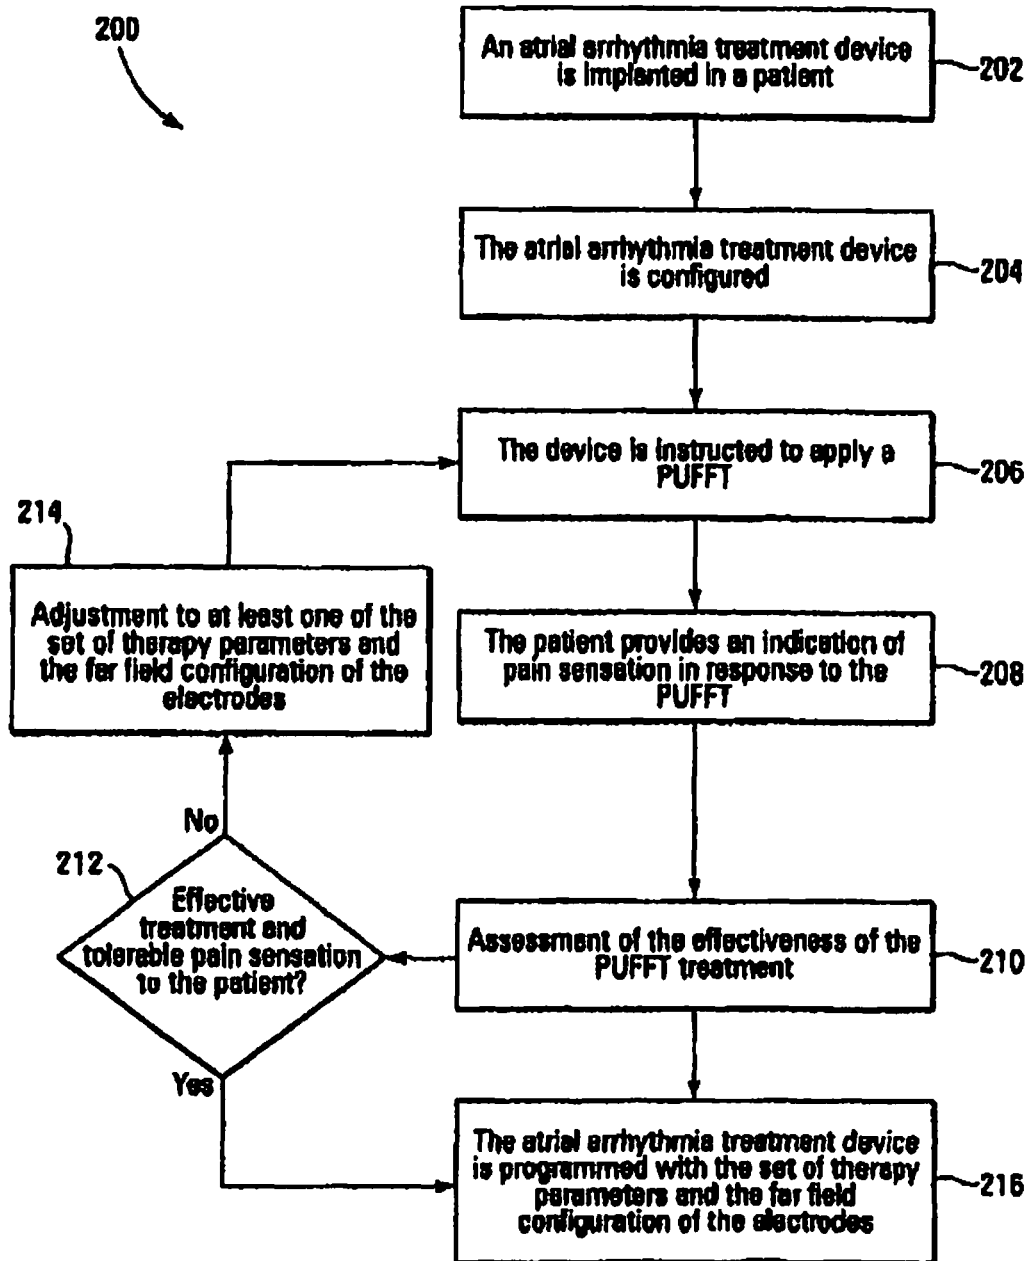 200
An atrial arrhythmia treatment device
is implanted in a patient
202
The atrial arrhythmia treatment device
is configured
204
The device is instructed to apply a
PUFFT
206
214
Adjustment to at least one of the
set of therapy parameters and
the far field configuration of the
electrodes
The patient provides an indication of
pain sensation in response to the
PUFFT
208
No
212
Effective
treatment and
tolerable pain sensation
to the patient?
Assessment of the effectiveness of the
PUFFT treatment
210
Yes
The atrial arrhythmia treatment device
is programmed with the set of therapy
parameters and the far field
configuration of the electrodes
216